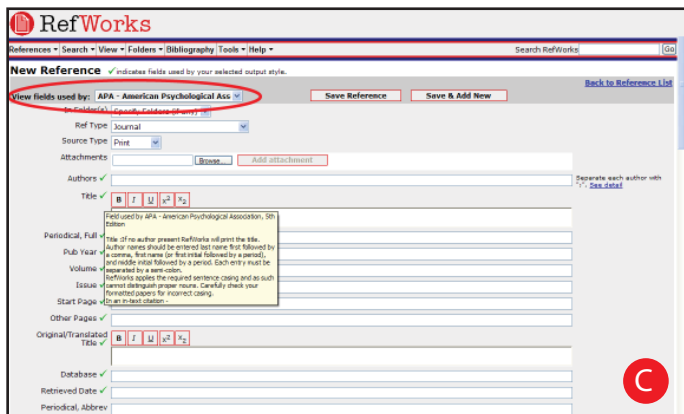 RefWorks
References Search View Folders Bibliography Tools Help Search RefWorks Go
New Reference ✓indicates fields used by your selected output style.
Back to Reference List
View fields used by: APA - American Psychological Ass Save Reference Save & Add New
In Folder(s) Specify Folders (if any)
Ref Type Journal
Source Type Print
Attachments Browse... Add attachment
Authors ✓ Separate each author with ";". See detail
Title ✓ B I U x² x₂
Field used by APA - American Psychological Association, 5th
Edition
Title :If no author present RefWorks will print the title.
Author names should be entered last name first followed by
a comma, first name (or first initial followed by a period),
and middle initial followed by a period. Each entry must be
separated by a semi-colon.
RefWorks applies the required sentence casing and as such
cannot distinguish proper nouns. Carefully check your
formatted papers for incorrect casing.
In an in-text citation -
Periodical, Full ✓
Pub Year ✓
Volume ✓
Issue ✓
Start Page ✓
Other Pages ✓
Original/Translated Title ✓ B I U x² x₂
Database ✓
Retrieved Date ✓
Periodical, Abbrev
C